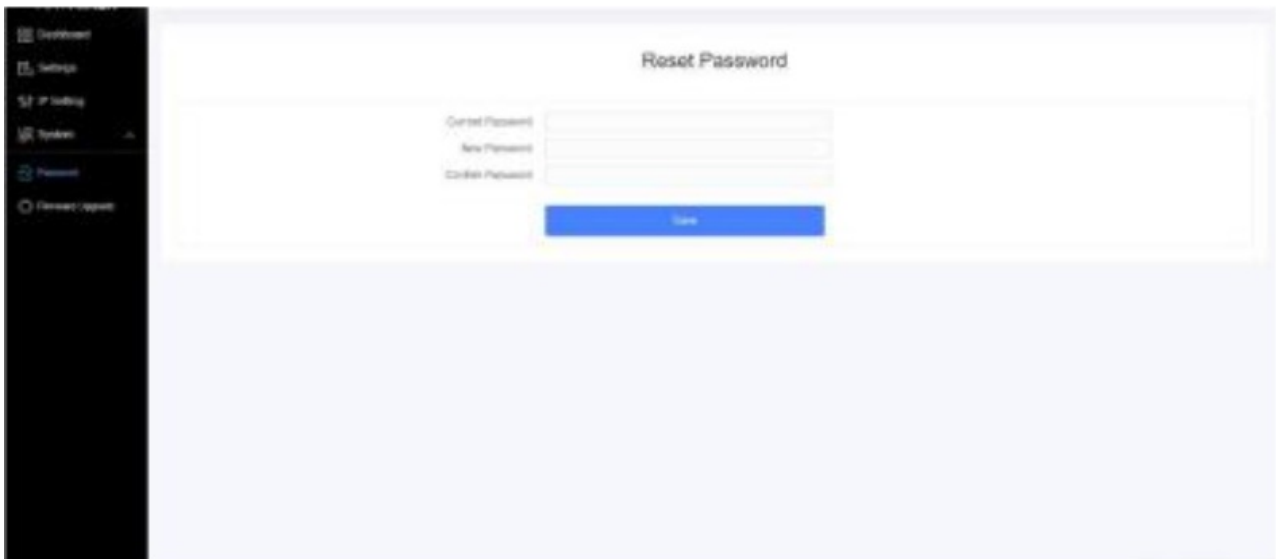 Dashboard
Settings
IP Setting
System
Password
Firmware Upgrade
Reset Password
Current Password
New Password
Confirm Password
Save